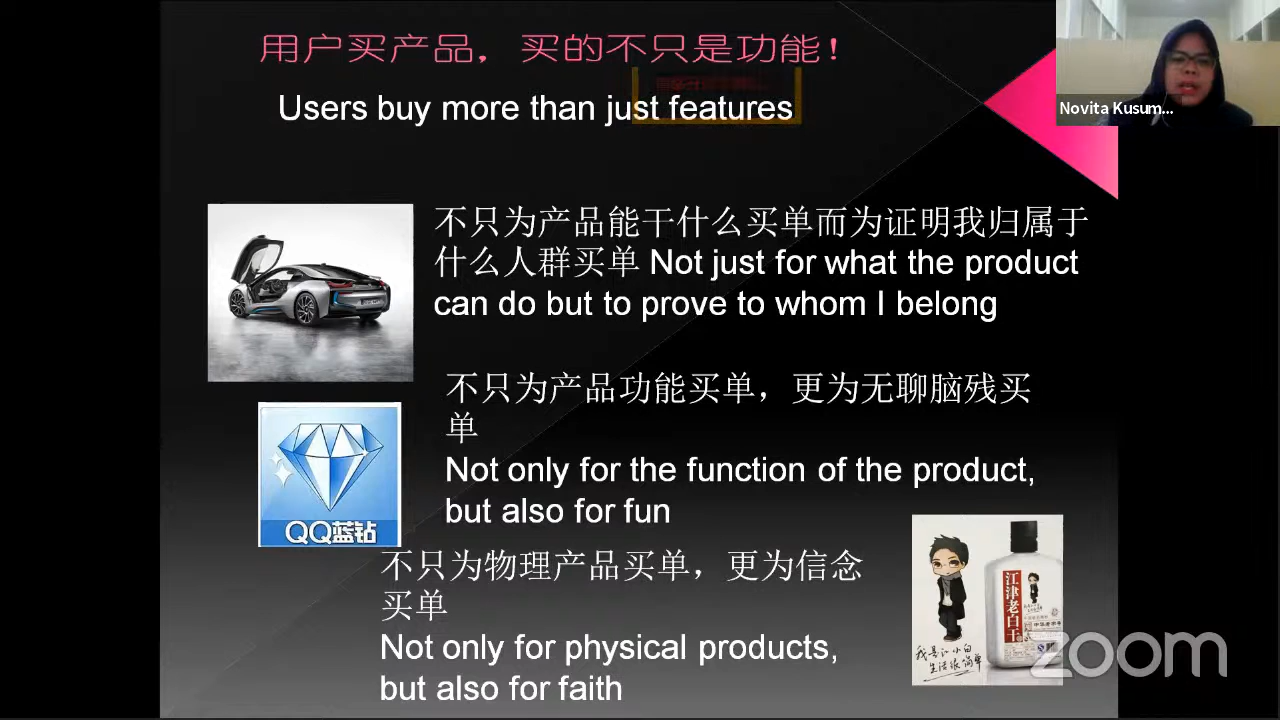 用户买产品，买的不只是功能！
Users buy more than just features
Novita Kusum...
不只为产品能干什么买单而为证明我归属于
什么人群买单 Not just for what the product
can do but to prove to whom I belong
不只为产品功能买单，更为无聊脑残买
单
Not only for the function of the product,
but also for fun
QQ蓝钻
不只为物理产品买单，更为信念
买单
Not only for physical products,
but also for faith
江津老白干
我是江小白
生活很简单
zoom